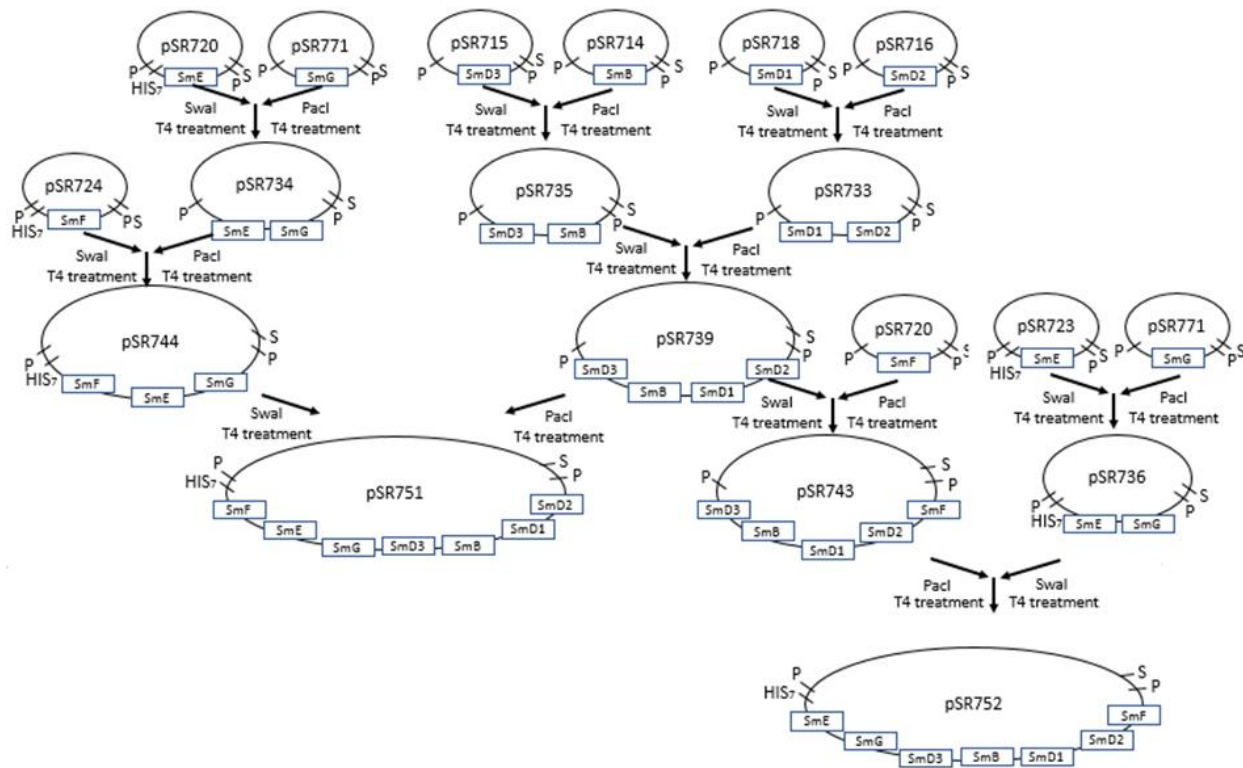 pSR720
P
HIS₇
SmE
S
P
pSR771
P
SmG
P
S
pSR715
P
SmD3
S
P
pSR714
P
SmB
S
P
pSR718
P
SmD1
S
P
pSR716
P
SmD2
S
P
SwaI
T4 treatment
PacI
T4 treatment
SwaI
T4 treatment
PacI
T4 treatment
SwaI
T4 treatment
PacI
T4 treatment
pSR724
P
HIS₇
SmF
PS
pSR734
P
SmE
SmG
S
P
pSR735
P
SmD3
SmB
S
P
pSR733
P
SmD1
SmD2
S
P
SwaI
T4 treatment
PacI
T4 treatment
SwaI
T4 treatment
PacI
T4 treatment
pSR744
P
HIS₇
SmF
SmE
SmG
S
P
pSR739
P
SmD3
SmB
SmD1
SmD2
S
P
pSR720
P
SmF
S
P
pSR723
P
HIS₇
SmE
S
P
pSR771
P
SmG
S
P
SwaI
T4 treatment
PacI
T4 treatment
SwaI
T4 treatment
PacI
T4 treatment
SwaI
T4 treatment
PacI
T4 treatment
pSR751
P
HIS₇
SmF
SmE
SmG
SmD3
SmB
SmD1
SmD2
S
P
pSR743
P
SmD3
SmB
SmD1
SmD2
SmF
S
P
pSR736
P
HIS₇
SmE
SmG
S
P
PacI
T4 treatment
SwaI
T4 treatment
pSR752
P
HIS₇
SmE
SmG
SmD3
SmB
SmD1
SmD2
SmF
S
P